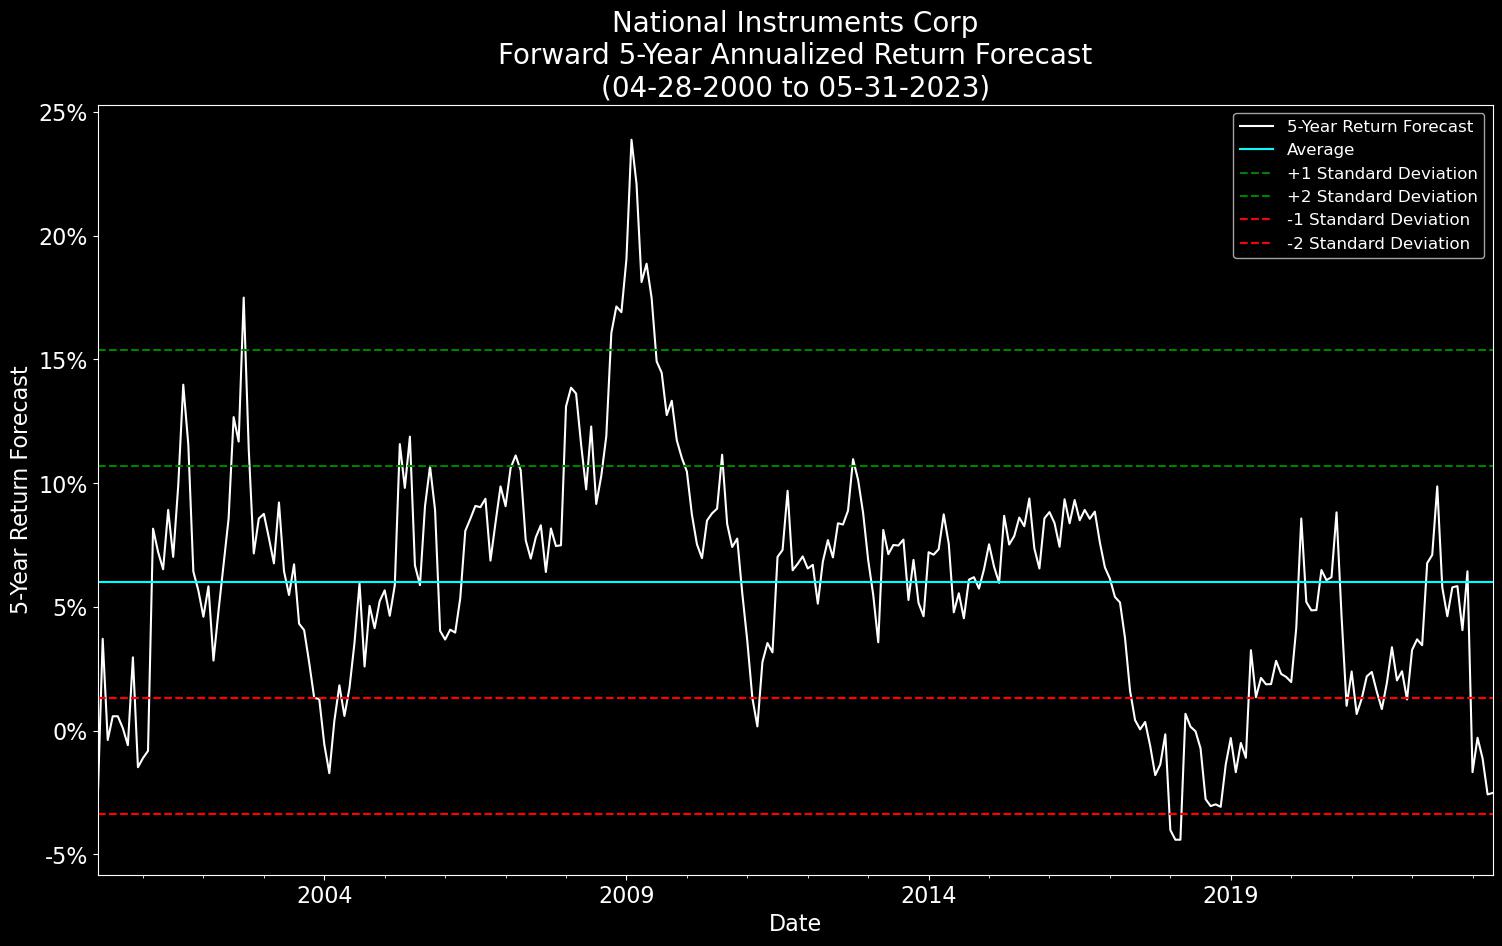 National Instruments Corp
Forward 5-Year Annualized Return Forecast
(04-28-2000 to 05-31-2023)
25%
20%
15%
10%
5%
0%
-5%
5-Year Return Forecast
5-Year Return Forecast
Average
+1 Standard Deviation
+2 Standard Deviation
-1 Standard Deviation
-2 Standard Deviation
2004
2009
2014
2019
Date